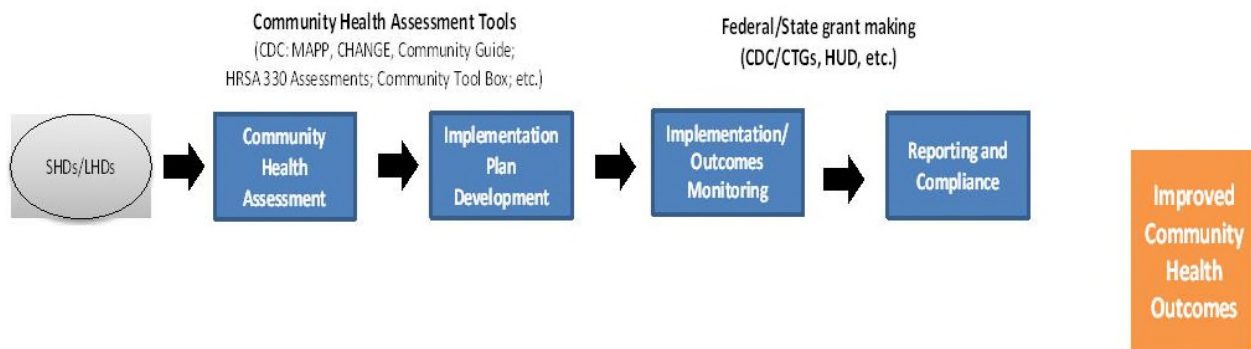 Community Health Assessment Tools
(CDC: MAPP, CHANGE, Community Guide;
HRSA 330 Assessments; Community Tool Box; etc.)
Federal/State grant making
(CDC/CTGs, HUD, etc.)
SHDs/LHDs
Community
Health
Assessment
Implementation
Plan
Development
Implementation/
Outcomes
Monitoring
Reporting and
Compliance
Improved
Community
Health
Outcomes